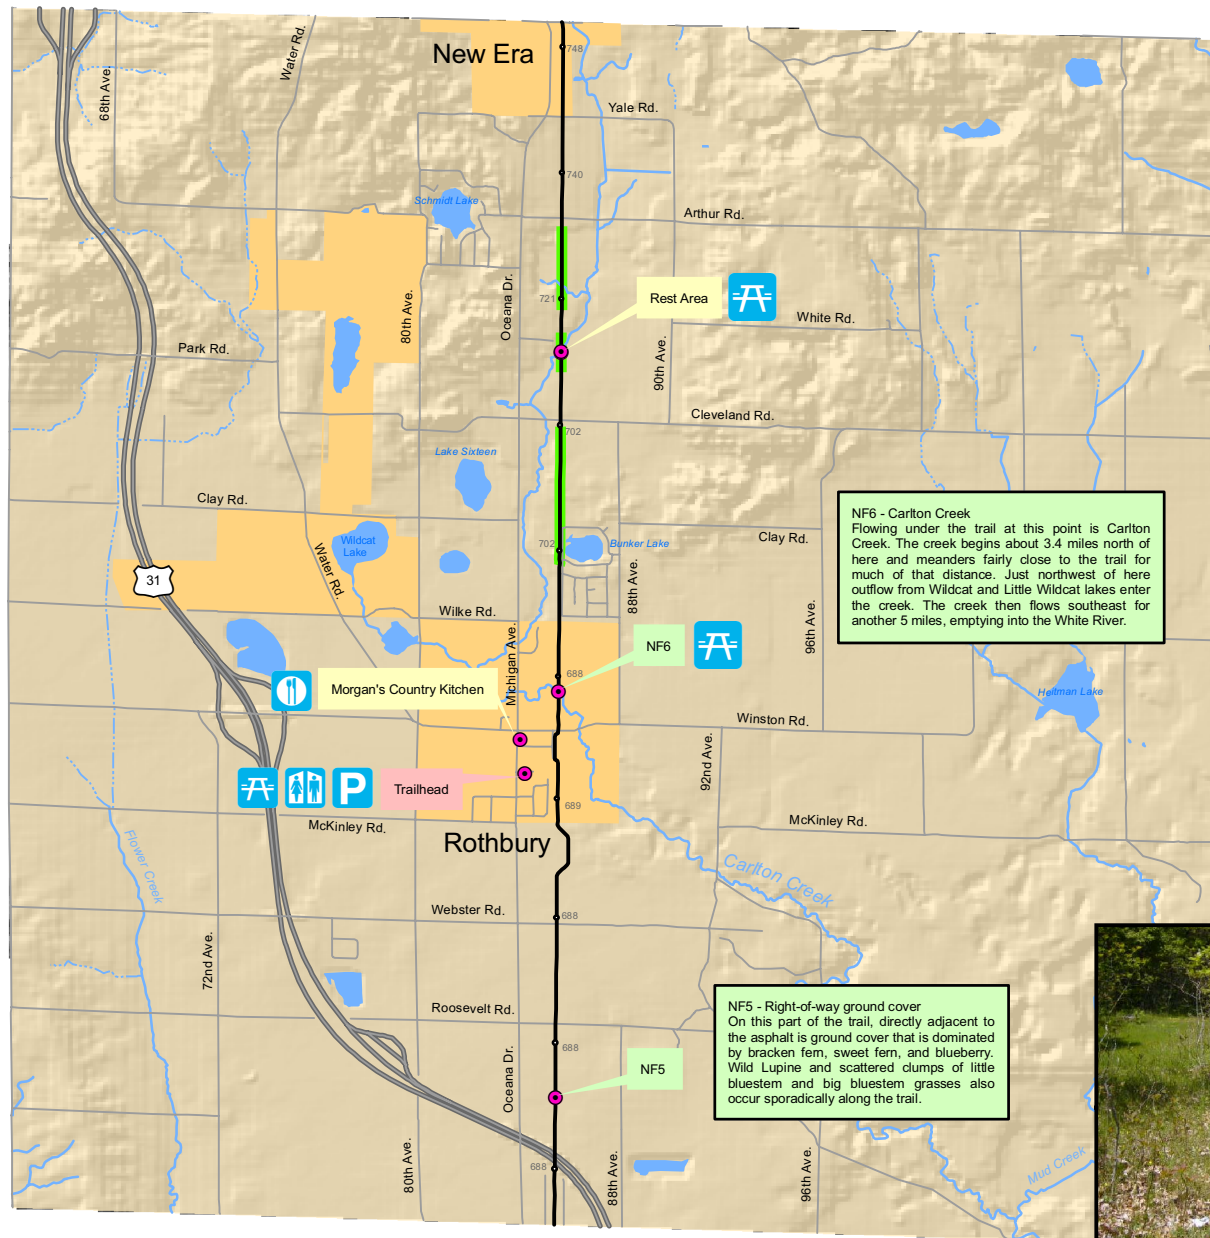 New Era
748
Water Rd.
68th Ave.
Yale Rd.
740
Schmidt Lake
Arthur Rd.
Oceana Dr.
80th Ave.
721
Rest Area
White Rd.
Park Rd.
90th Ave.
Cleveland Rd.
702
Lake Sixteen
Clay Rd.
Wildcat
Lake
702
Bunker Lake
Clay Rd.
NF6 - Carlton Creek
Flowing under the trail at this point is Carlton
Creek. The creek begins about 3.4 miles north of
here and meanders fairly close to the trail for
much of that distance. Just northwest of here
outflow from Wildcat and Little Wildcat lakes enter
the creek. The creek then flows southeast for
another 5 miles, emptying into the White River.
31
Water Rd.
88th Ave.
Wilke Rd.
96th Ave.
Michigan Ave.
NF6
688
Morgan's Country Kitchen
Heitman Lake
Winston Rd.
92nd Ave.
P
Trailhead
689
McKinley Rd.
McKinley Rd.
Rothbury
Flower Creek
Carlton Creek
Webster Rd.
688
72nd Ave.
Roosevelt Rd.
688
NF5 - Right-of-way ground cover
On this part of the trail, directly adjacent to
the asphalt is ground cover that is dominated
by bracken fern, sweet fern, and blueberry.
Wild Lupine and scattered clumps of little
bluestem and big bluestem grasses also
occur sporadically along the trail.
NF5
Oceana Dr.
688
80th Ave.
88th Ave.
96th Ave.
Mud Creek